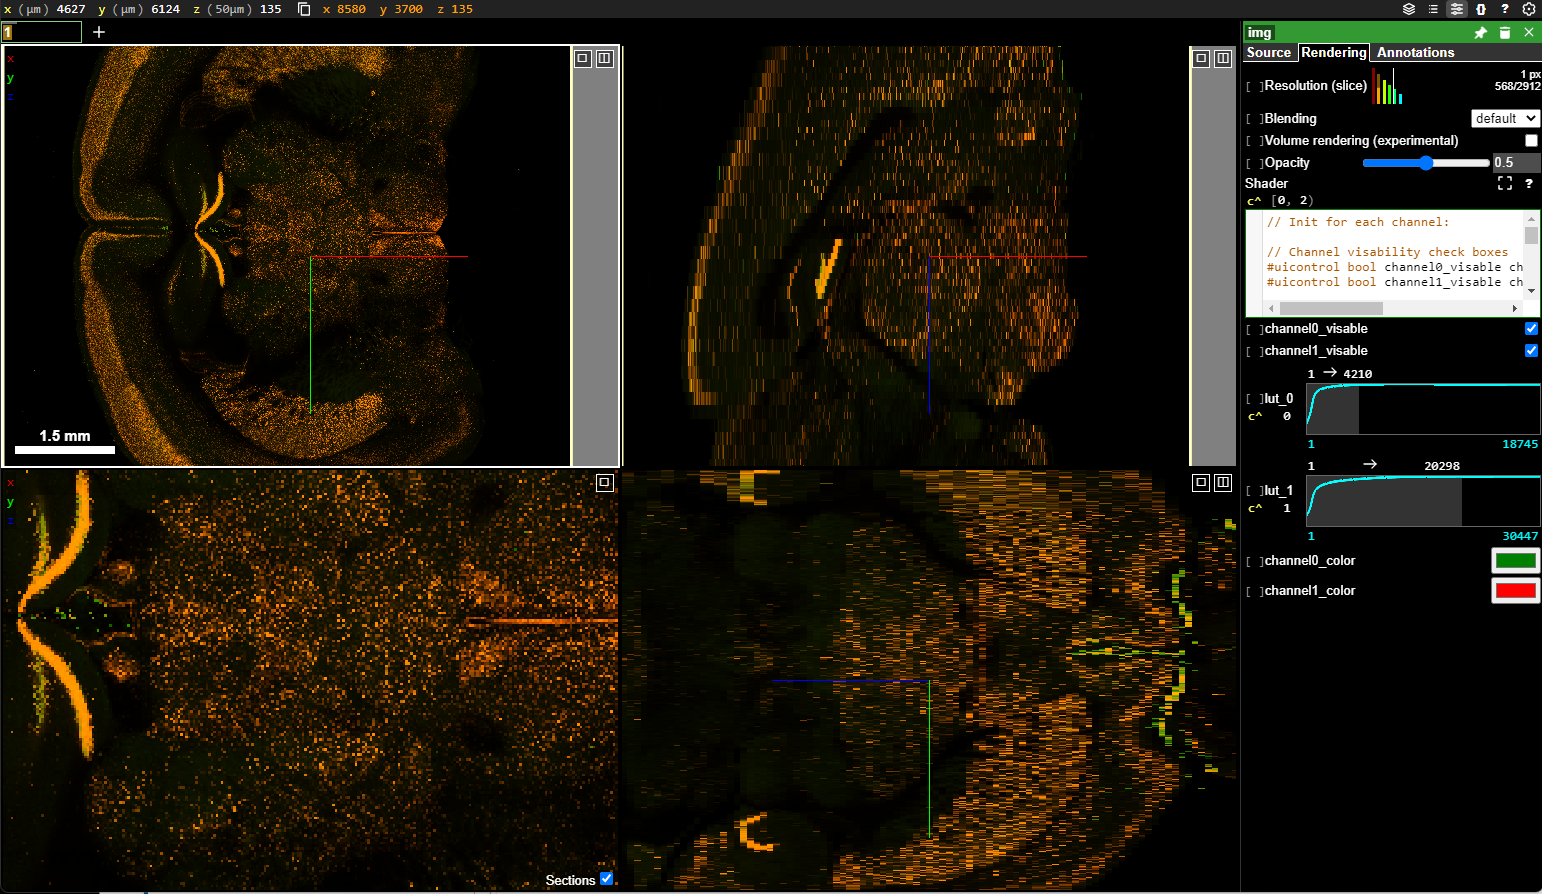 x (µm) 4627 y (µm) 6124 z (50µm) 135 x 8580 y 3700 z 135
1
x
y
z
1.5 mm
x
y
z
Sections
img
Source Rendering Annotations
[ ]Resolution (slice)
1 px
568/2912
[ ]Blending default
[ ]Volume rendering (experimental)
[ ]Opacity 0.5
Shader ?
c^ [0, 2)
// Init for each channel:
// Channel visability check boxes
#uicontrol bool channel0_visable ch
#uicontrol bool channel1_visable ch
[ ]channel0_visable
[ ]channel1_visable
1 → 4210
[ ]lut_0
c^ 0
1 18745
1 → 20298
[ ]lut_1
c^ 1
1 30447
[ ]channel0_color
[ ]channel1_color